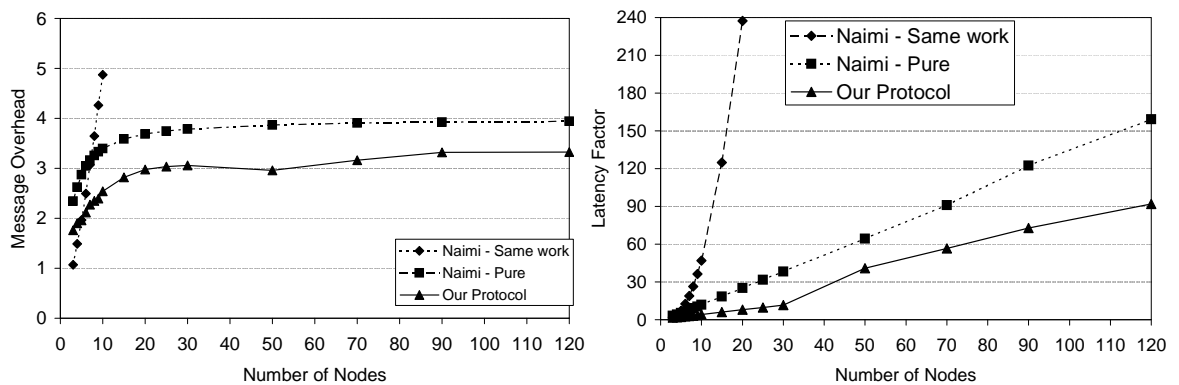 6
5
4
3
2
1
0
Message Overhead
Naimi - Same work
Naimi - Pure
Our Protocol
0 10 20 30 40 50 60 70 80 90 100 110 120
Number of Nodes
240
210
180
150
120
90
60
30
0
Latency Factor
Naimi - Same work
Naimi - Pure
Our Protocol
0 10 20 30 40 50 60 70 80 90 100 110 120
Number of Nodes